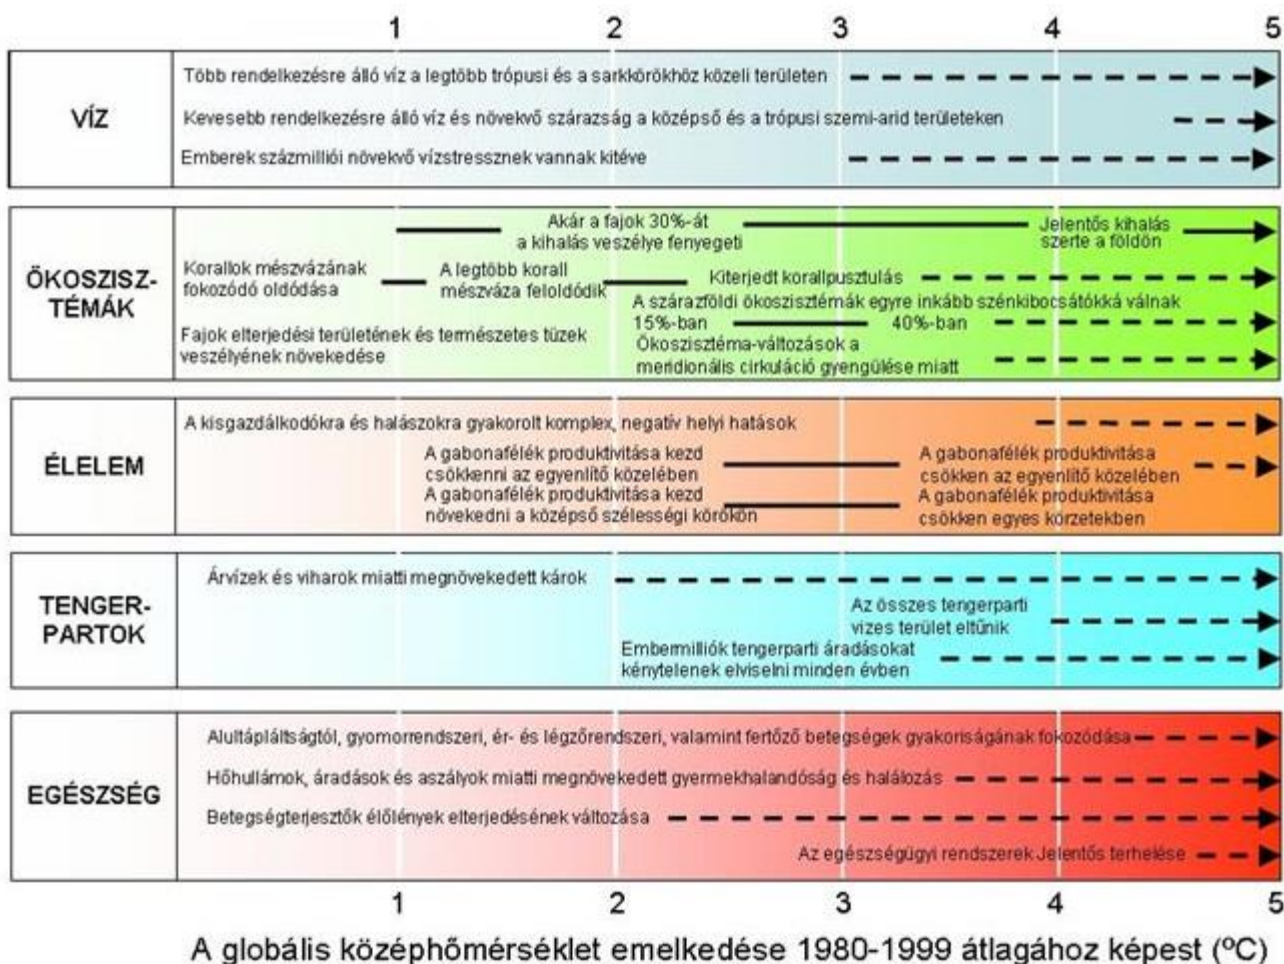 1 2 3 4 5
VÍZ
Több rendelkezésre álló víz a legtöbb trópusi és a sarkkörökhöz közeli területen
Kevesebb rendelkezésre álló víz és növekvő szárazság a középső és a trópusi szemi-arid területeken
Emberek százmilliói növekvő vízstressznek vannak kitéve
ÖKOSZISZ-
TÉMÁK
Akár a fajok 30%-át
a kihalás veszélye fenyegeti
Jelentős kihalás
szerte a földön
Korallok mészvázának
fokozódó oldódása
A legtöbb korall
mészváza feloldódik
Kiterjedt korallpusztulás
A szárazföldi ökoszisztémák egyre inkább szénkibocsátókká válnak
15%-ban 40%-ban
Fajok elterjedési területének és természetes tüzek
veszélyének növekedése
Ökoszisztéma-változások a
meridionális cirkuláció gyengülése miatt
ÉLELEM
A kisgazdálkodókra és halászokra gyakorolt komplex, negatív helyi hatások
A gabonafélék produktivitása kezd
csökkenni az egyenlítő közelében
A gabonafélék produktivitása
csökken az egyenlítő közelében
A gabonafélék produktivitása kezd
növekedni a középső szélességi körökön
A gabonafélék produktivitása
csökken egyes körzetekben
TENGER-
PARTOK
Árvízek és viharok miatti megnövekedett károk
Az összes tengerparti
vizes terület eltűnik
Embermilliók tengerparti áradásokat
kénytelenek elviselni minden évben
EGÉSZSÉG
Alultápláltságtól, gyomorrendszeri, ér- és légzőrendszeri, valamint fertőző betegségek gyakoriságának fokozódása
Hőhullámok, áradások és aszályok miatti megnövekedett gyermekhalandóság és halálozás
Betegségterjesztők élőlények elterjedésének változása
Az egészségügyi rendszerek Jelentős terhelése
1 2 3 4 5
A globális középhőmérséklet emelkedése 1980-1999 átlagához képest (ºC)